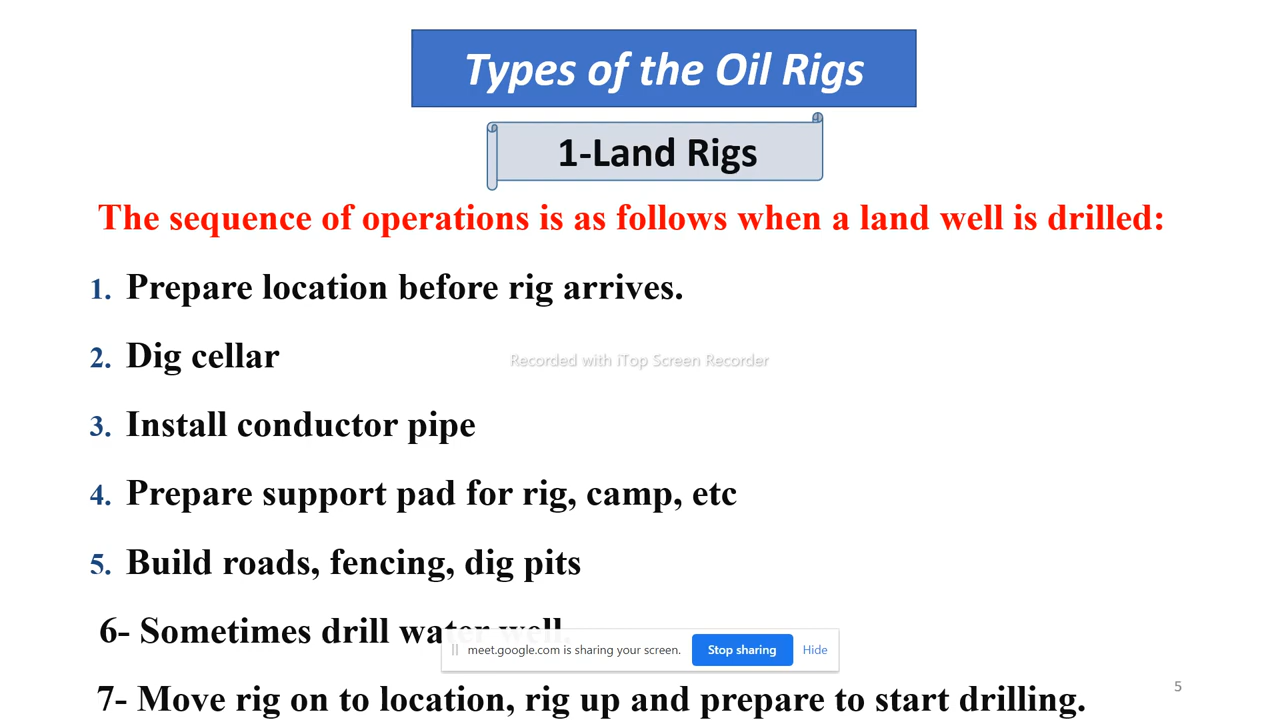 Types of the Oil Rigs
1-Land Rigs
The sequence of operations is as follows when a land well is drilled:
1. Prepare location before rig arrives.
2. Dig cellar
Recorded with iTop Screen Recorder
3. Install conductor pipe
4. Prepare support pad for rig, camp, etc
5. Build roads, fencing, dig pits
6- Sometimes drill water well.
meet.google.com is sharing your screen. Stop sharing Hide
7- Move rig on to location, rig up and prepare to start drilling.
5